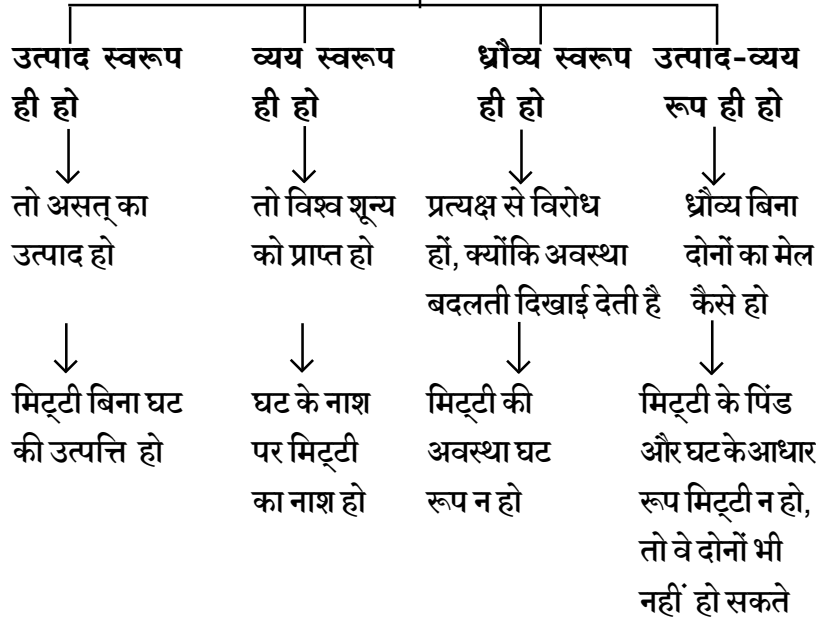 उत्पाद स्वरूप
ही हो
तो असत् का
उत्पाद हो
मिट्टी बिना घट
की उत्पत्ति हो
व्यय स्वरूप
ही हो
तो विश्व शून्य
को प्राप्त हो
घट के नाश
पर मिट्टी
का नाश हो
ध्रौव्य स्वरूप
ही हो
प्रत्यक्ष से विरोध
हों, क्योंकि अवस्था
बदलती दिखाई देती है
मिट्टी की
अवस्था घट
रूप न हो
उत्पाद-व्यय
रूप ही हो
ध्रौव्य बिना
दोनों का मेल
कैसे हो
मिट्टी के पिंड
और घट के आधार
रूप मिट्टी न हो,
तो वे दोनों भी
नहीं हो सकते